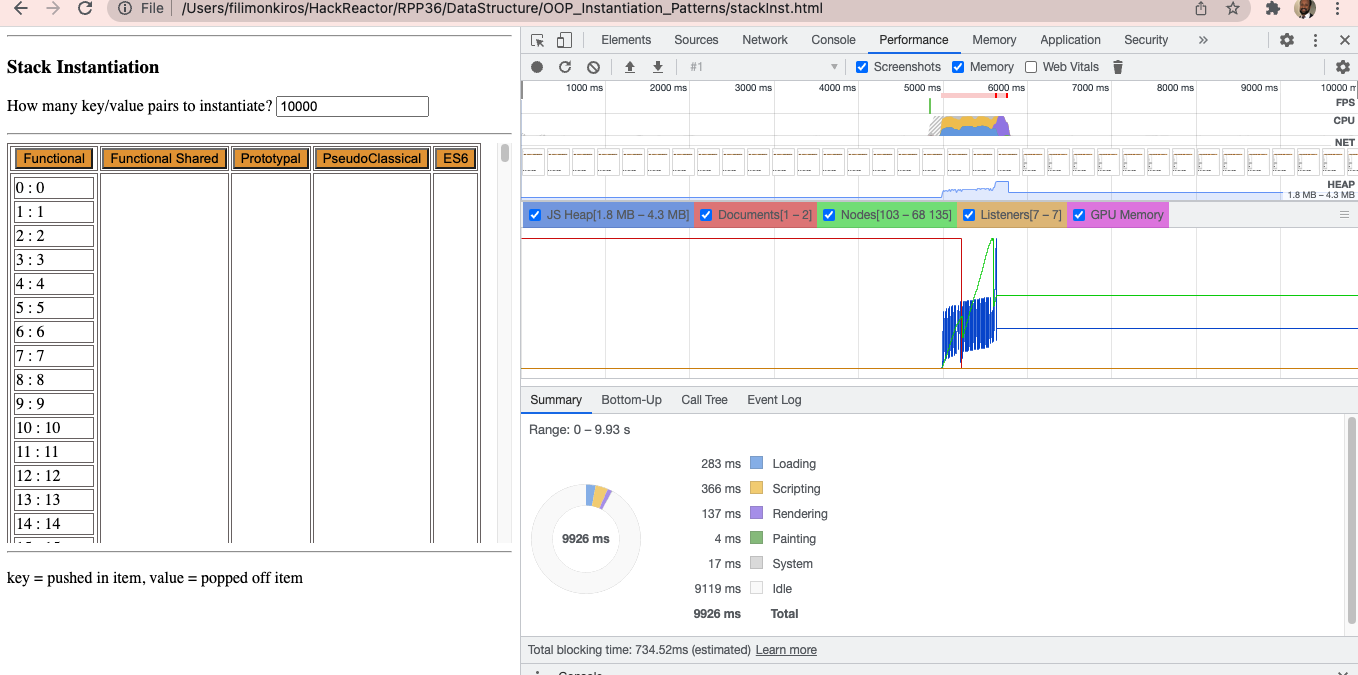 File /Users/filimonkiros/HackReactor/RPP36/DataStructure/OOP_Instantiation_Patterns/stackInst.html
Stack Instantiation
How many key/value pairs to instantiate? 10000
Functional Functional Shared Prototypal PseudoClassical ES6
0 : 0
1 : 1
2 : 2
3 : 3
4 : 4
5 : 5
6 : 6
7 : 7
8 : 8
9 : 9
10 : 10
11 : 11
12 : 12
13 : 13
14 : 14
key = pushed in item, value = popped off item
Elements Sources Network Console Performance Memory Application Security »
#1 Screenshots Memory Web Vitals
1000 ms 2000 ms 3000 ms 4000 ms 5000 ms 6000 ms 7000 ms 8000 ms 9000 ms 10000 m
FPS
CPU
NET
HEAP
1.8 MB – 4.3 MB
JS Heap[1.8 MB – 4.3 MB] Documents[1 – 2] Nodes[103 – 68 135] Listeners[7 – 7] GPU Memory
Summary Bottom-Up Call Tree Event Log
Range: 0 – 9.93 s
9926 ms
283 ms Loading
366 ms Scripting
137 ms Rendering
4 ms Painting
17 ms System
9119 ms Idle
9926 ms Total
Total blocking time: 734.52ms (estimated) Learn more
Console